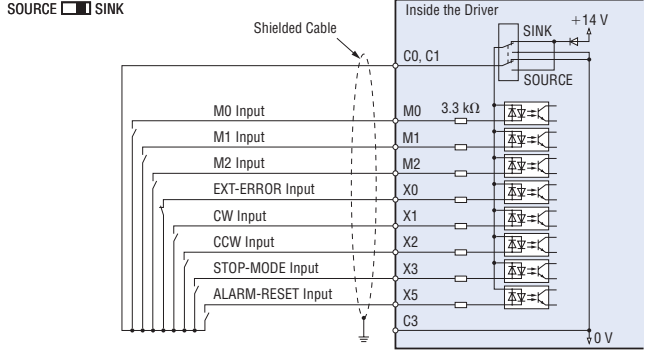 SOURCE SINK
Inside the Driver
+14 V
Shielded Cable
SINK
C0, C1
SOURCE
M0 Input M0 3.3 kΩ
M1 Input M1
M2 Input M2
EXT-ERROR Input X0
CW Input X1
CCW Input X2
STOP-MODE Input X3
ALARM-RESET Input X5
C3
0 V